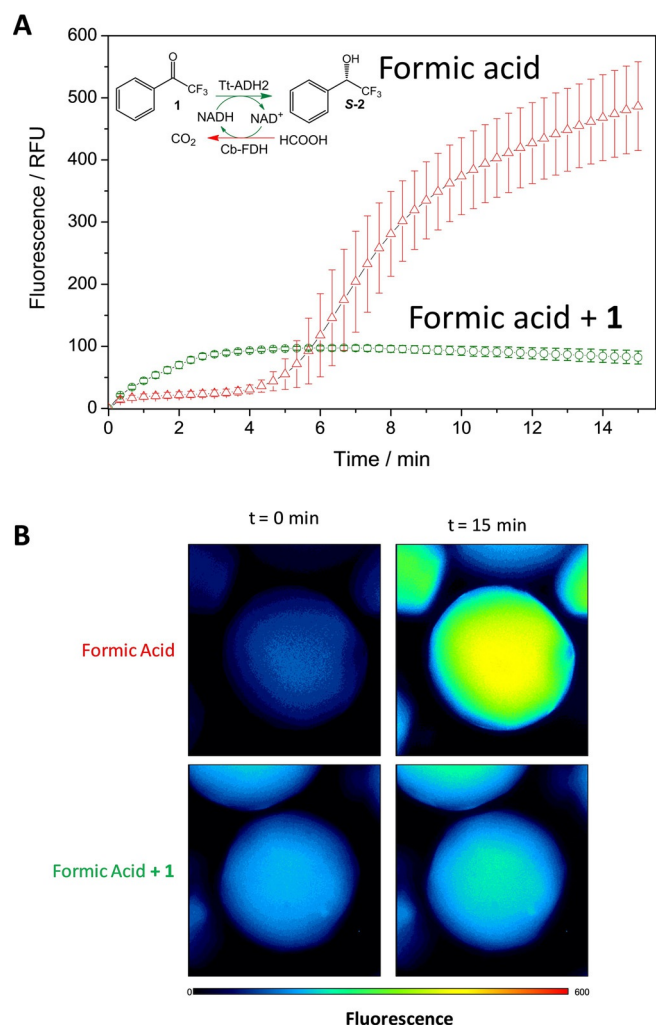 A
Fluorescence / RFU
600
500
400
300
200
100
0
0 2 4 6 8 10 12 14
Time / min
Formic acid
Formic acid + 1
O
CF₃
1
Tt-ADH2
NADH
NAD⁺
CO₂
Cb-FDH
HCOOH
OH
CF₃
S-2
B
t = 0 min
t = 15 min
Formic Acid
Formic Acid + 1
0
600
Fluorescence